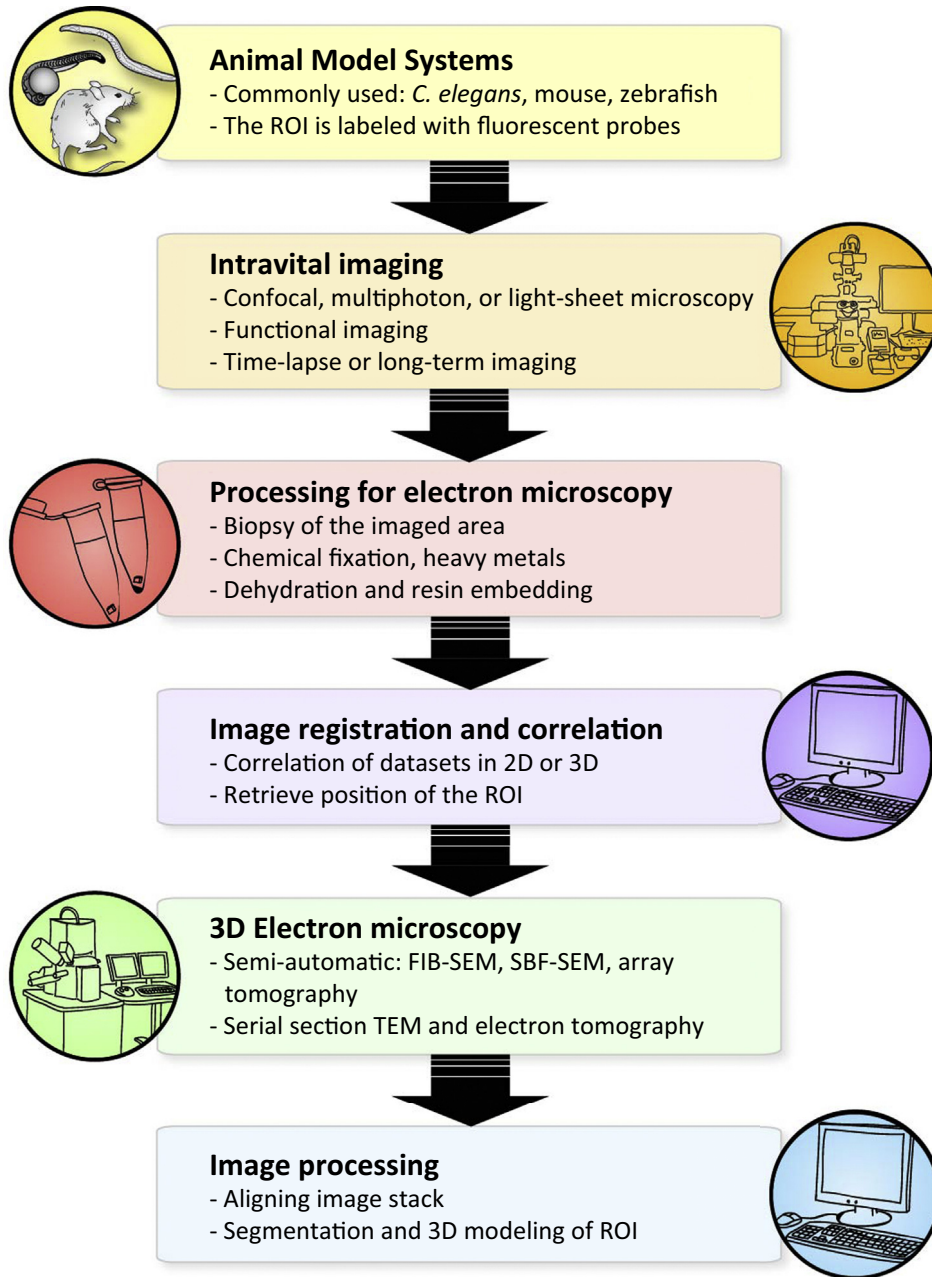 Animal Model Systems
- Commonly used: C. elegans, mouse, zebrafish
- The ROI is labeled with fluorescent probes
Intravital imaging
- Confocal, multiphoton, or light-sheet microscopy
- Functional imaging
- Time-lapse or long-term imaging
Processing for electron microscopy
- Biopsy of the imaged area
- Chemical fixation, heavy metals
- Dehydration and resin embedding
Image registration and correlation
- Correlation of datasets in 2D or 3D
- Retrieve position of the ROI
3D Electron microscopy
- Semi-automatic: FIB-SEM, SBF-SEM, array
tomography
- Serial section TEM and electron tomography
Image processing
- Aligning image stack
- Segmentation and 3D modeling of ROI